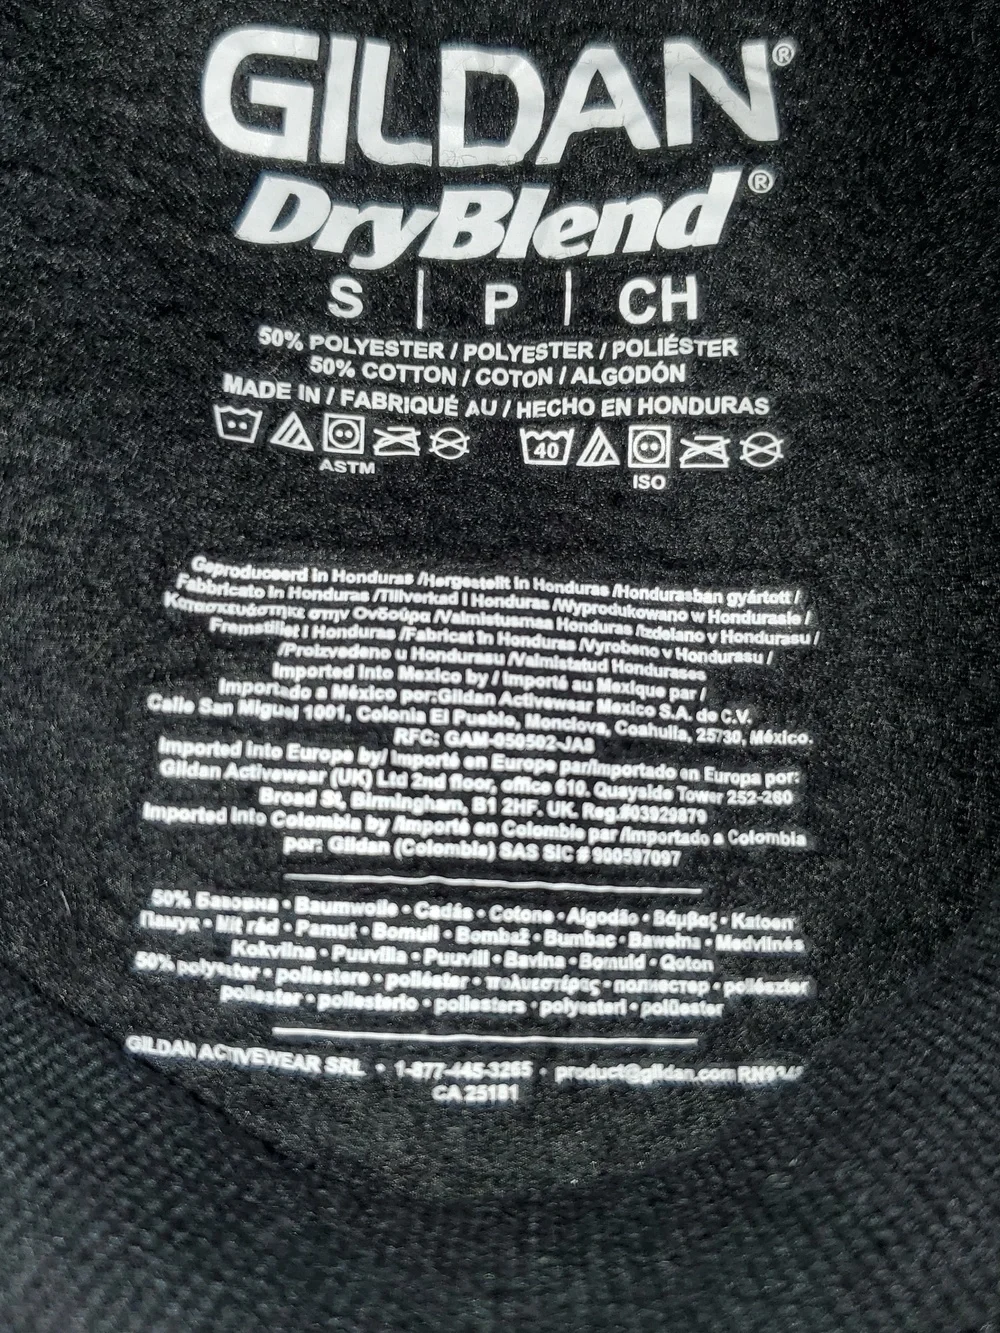 GILDAN®
DryBlend®
S | P | CH
50% POLYESTER / POLYESTER / POLIÉSTER
50% COTTON / COTON / ALGODÓN
MADE IN / FABRIQUÉ AU / HECHO EN HONDURAS
40
ASTM ISO
Geproduceerd in Honduras /Hergestellt in Honduras /Hondurasban gyártott /
Fabbricato in Honduras /Tillverkad I Honduras /Wyprodukowano w Hondurasie /
Κατασκευάστηκε στην Ονδούρα /Valmistusmaa Honduras /Izdelano v Hondurasu /
Fremstillet i Honduras /Fabricat în Honduras /Vyrobeno v Hondurasu /
/Proizvedeno u Hondurasu /Valmistatud Hondurases
Imported into Mexico by / Importé au Mexique par /
Importado a México por:Gildan Activewear Mexico S.A. de C.V.
Calle San Miguel 1001, Colonia El Pueblo, Monclova, Coahuila, 25730, México.
RFC: GAM-050502-JA8
Imported into Europe by/ Importé en Europe par/Importado en Europa por:
Gildan Activewear (UK) Ltd 2nd floor, office 610. Quayside Tower 252-260
Broad St, Birmingham, B1 2HF. UK. Reg.#03929879
Imported into Colombia by /Importé en Colombie par /Importado a Colombia
por: Gildan (Colombia) SAS SIC # 900597097
50% Бавовна • Baumwolle • Cadás • Cotone • Algodão • Βάμβαξ • Katoen
Памук • Mit răd • Pamut • Bomull • Bombaž • Bumbac • Bawełna • Medvilnės
Kokvilna • Puuvilla • Puuvill • Bavlna • Bomuld • Qoton
50% polyester • poliestere • poliéster • πολυεστέρας • полиестер • poliészter
poliester • poliesterio • poliesters • polyesteri • polüester
GILDAN ACTIVEWEAR SRL • 1-877-445-3265 • product@gildan.com
CA 25181